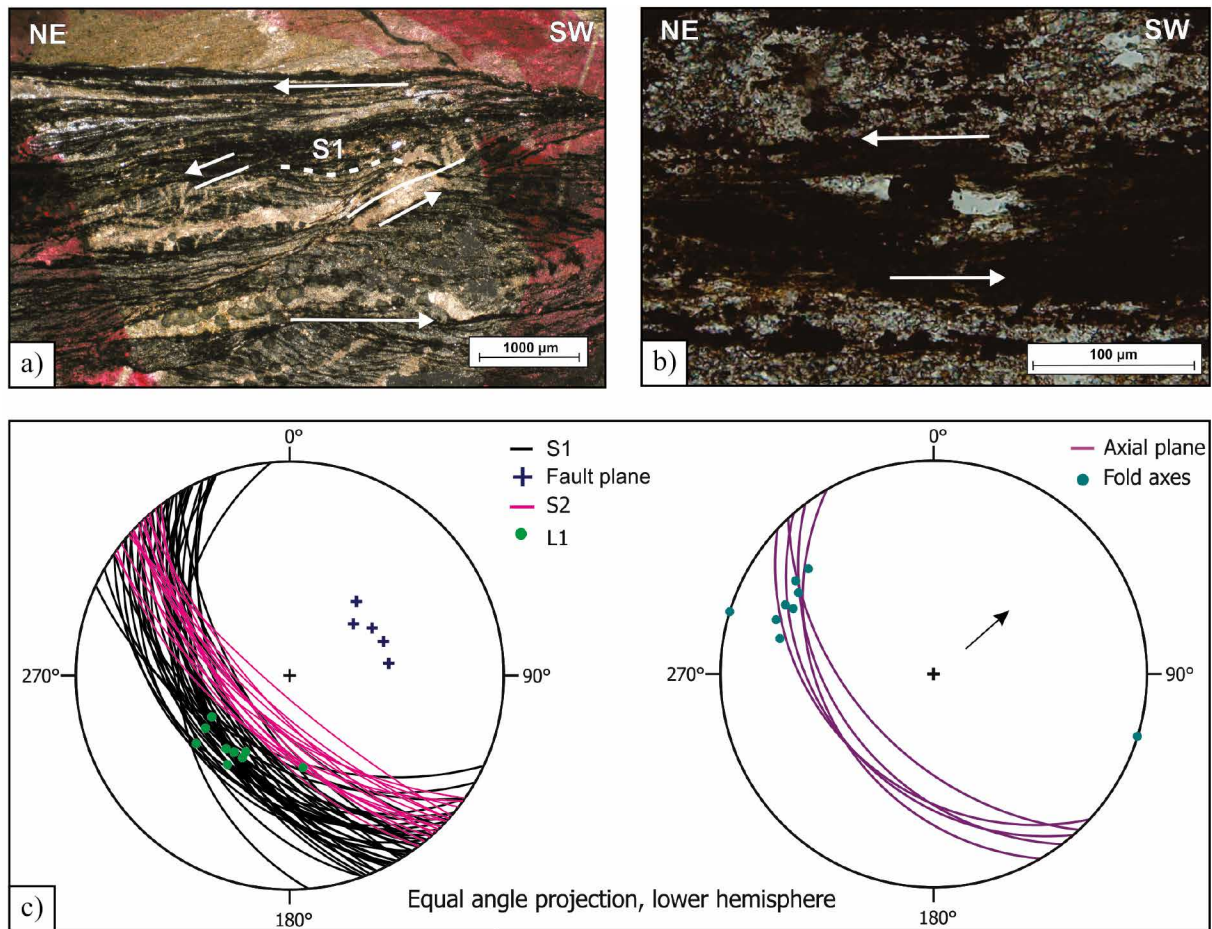 NE SW
S1
1000 µm
a)
NE SW
100 µm
b)
0°
S1
Fault plane
S2
L1
270°
90°
180°
0°
Axial plane
Fold axes
270°
90°
180°
Equal angle projection, lower hemisphere
c)